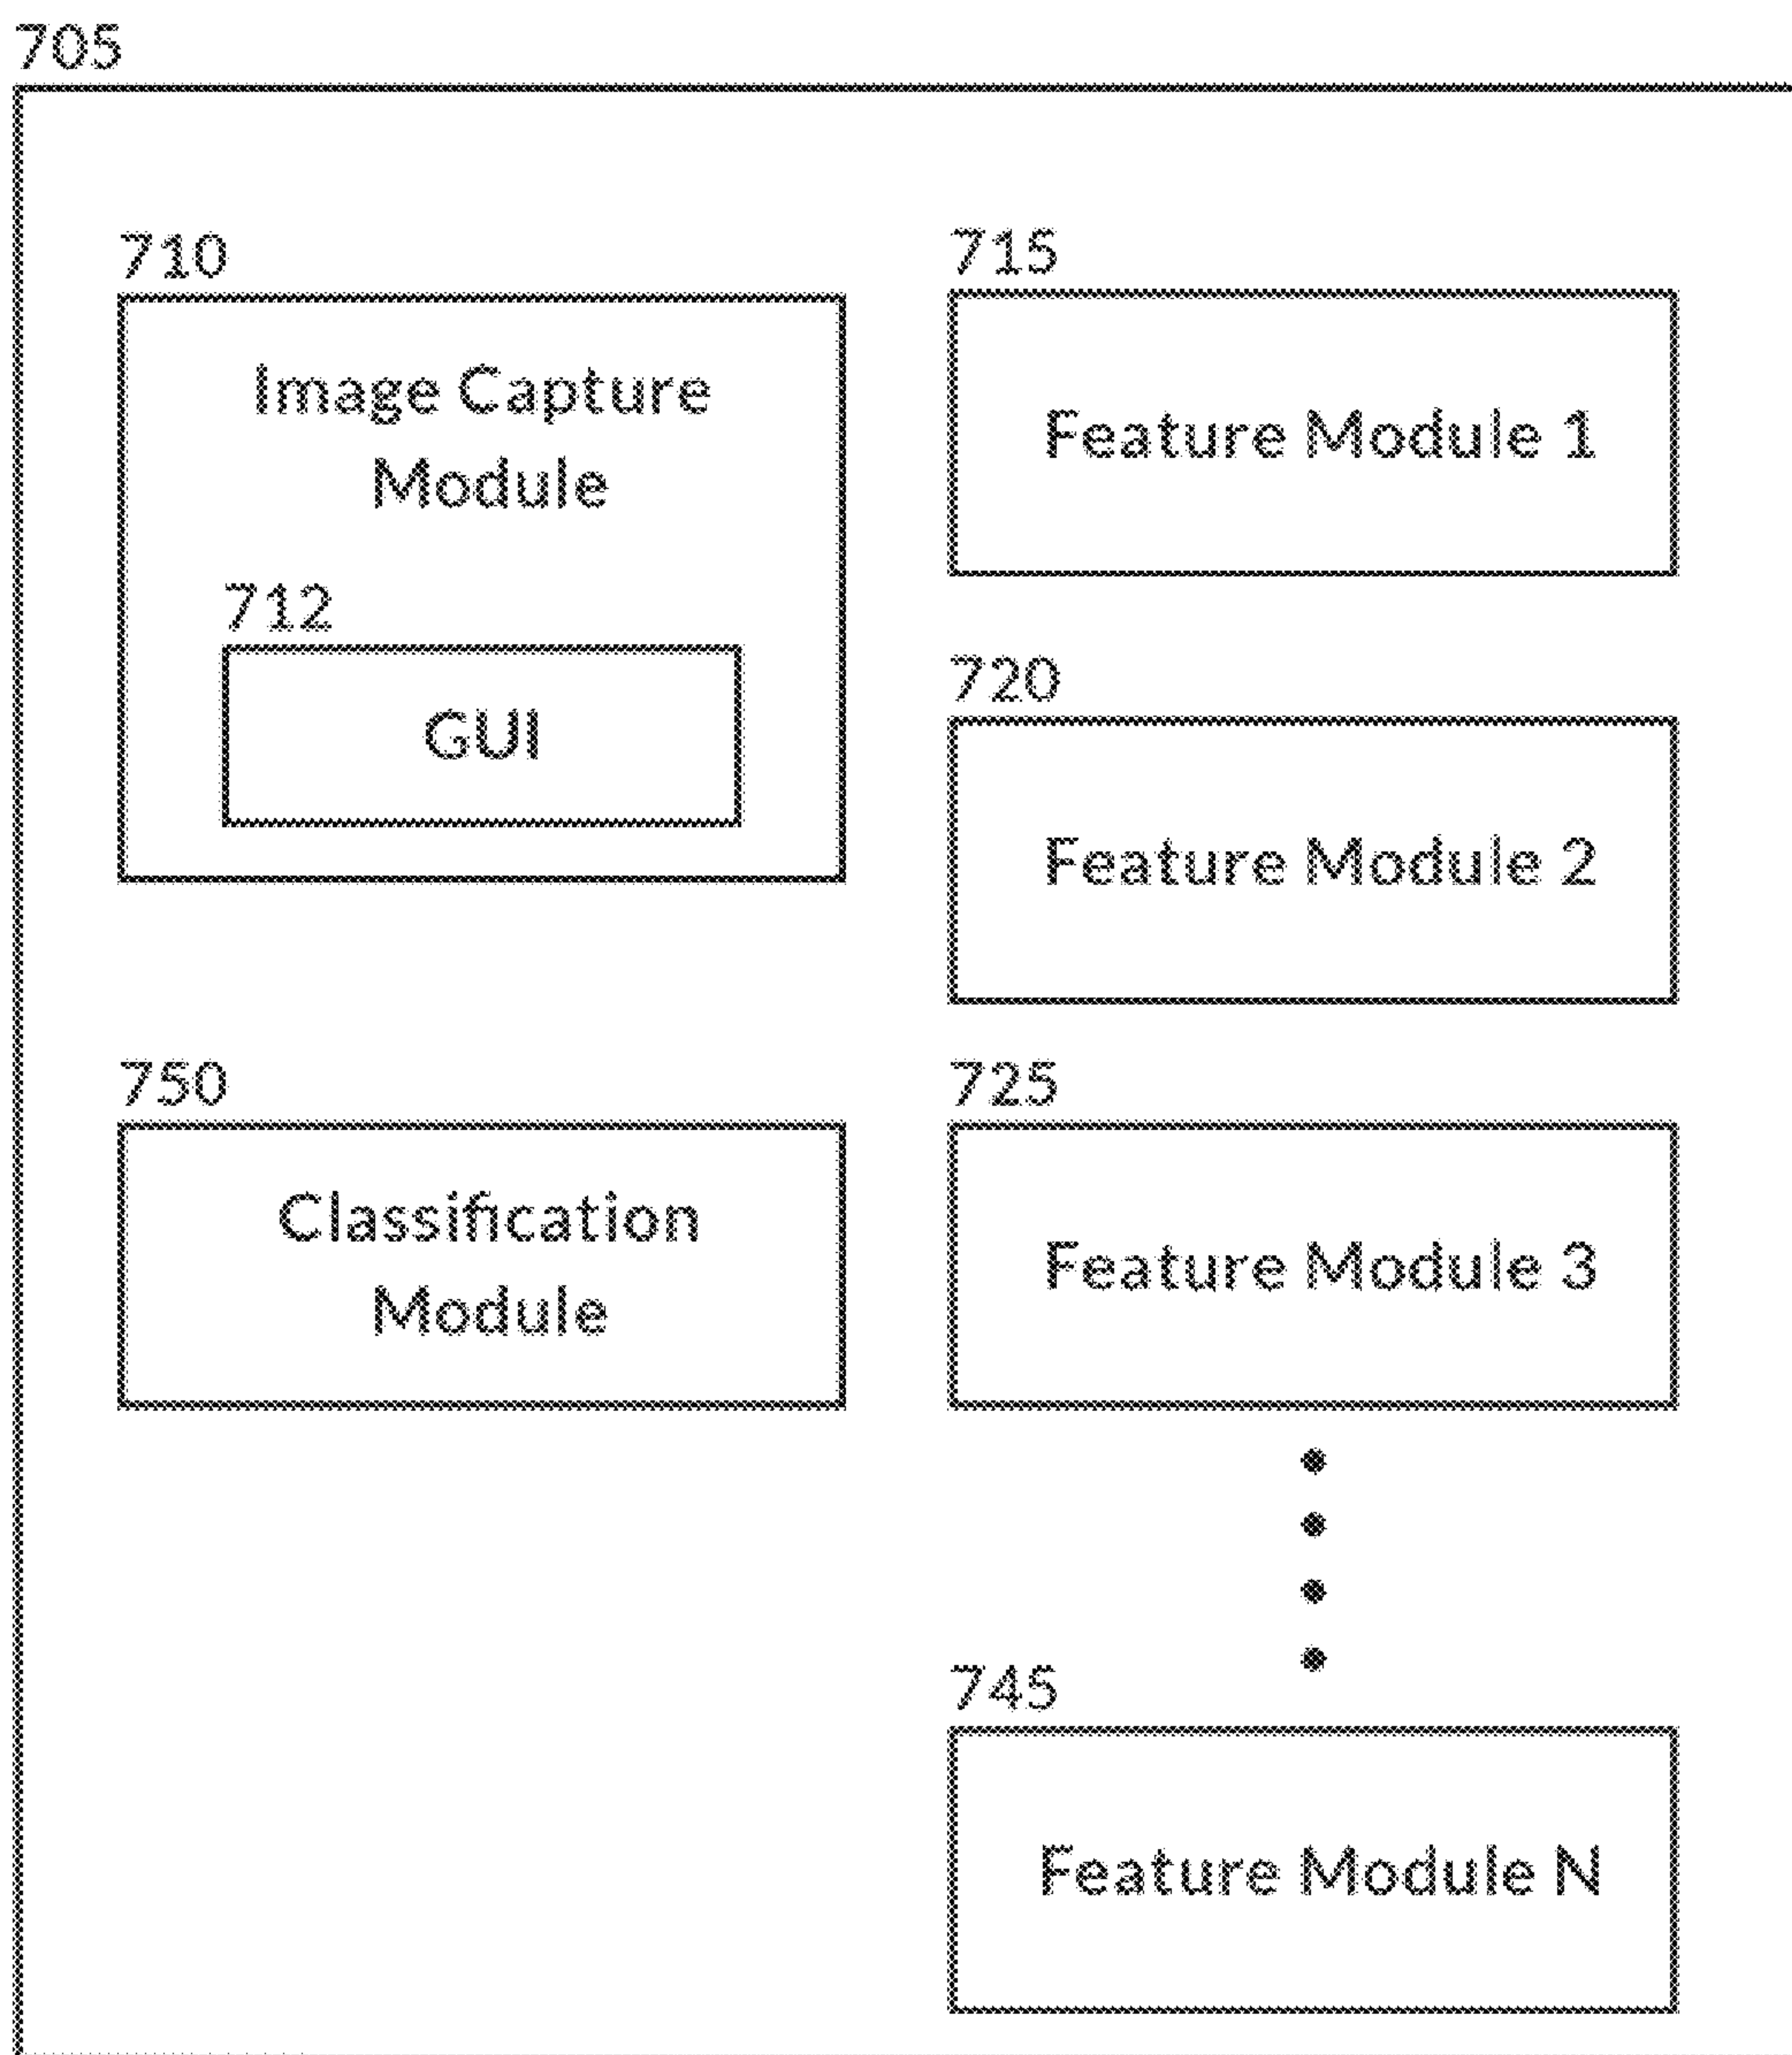 705
710
Image Capture
Module
712
GUI
715
Feature Module 1
720
Feature Module 2
750
Classification
Module
725
Feature Module 3
745
Feature Module N